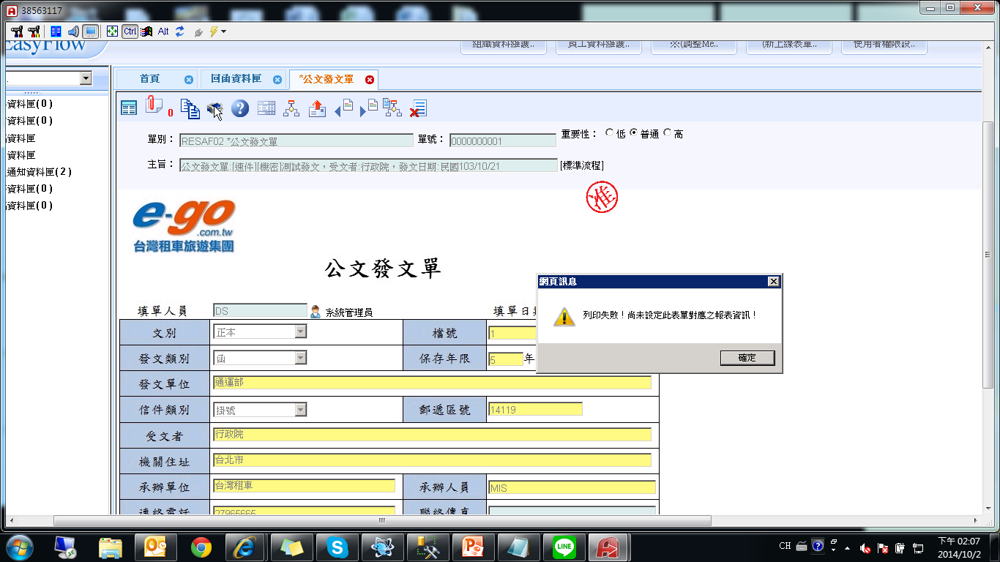 38563117
Ctrl Alt
EasyFlow
組織資料維護.. 員工資料維護.. ※(調整Me.. (新上線表單.. 使用者權限設..
首頁 回函資料匣 *公文發文單
資料匣(0)
資料匣(0)
資料匣
資料匣
通知資料匣(2)
資料匣(0)
資料匣(0)
0
單別： RESAF02 *公文發文單 單號： 0000000001 重要性： 低 普通 高
主旨： 公文發文單:[速件][機密]測試發文，受文者:行政院，發文日期:民國103/10/21 [標準流程]
准
e-go
.com.tw
台灣租車旅遊集團
公文發文單
網頁訊息
列印失敗！尚未設定此表單對應之報表資訊！
確定
填單人員 DS 系統管理員 填單日
文別 正本 檔號 1
發文類別 函 保存年限 5 年
發文單位 通運部
信件類別 掛號 郵遞區號 14119
受文者 行政院
機關住址 台北市
承辦單位 台灣租車 承辦人員 MIS
連絡電話 27965665 聯絡傳真
CH
下午 02:07
2014/10/2